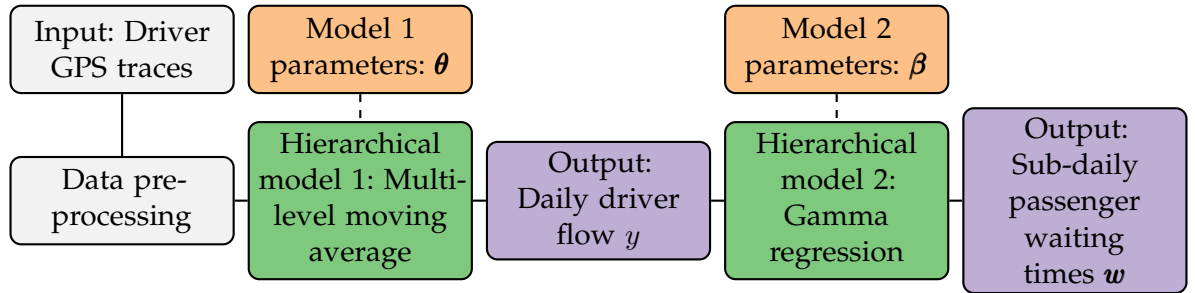 Input: Driver
GPS traces
Model 1
parameters: θ
Model 2
parameters: β
Data pre-
processing
Hierarchical
model 1: Multi-
level moving
average
Output:
Daily driver
flow y
Hierarchical
model 2:
Gamma
regression
Output:
Sub-daily
passenger
waiting
times w